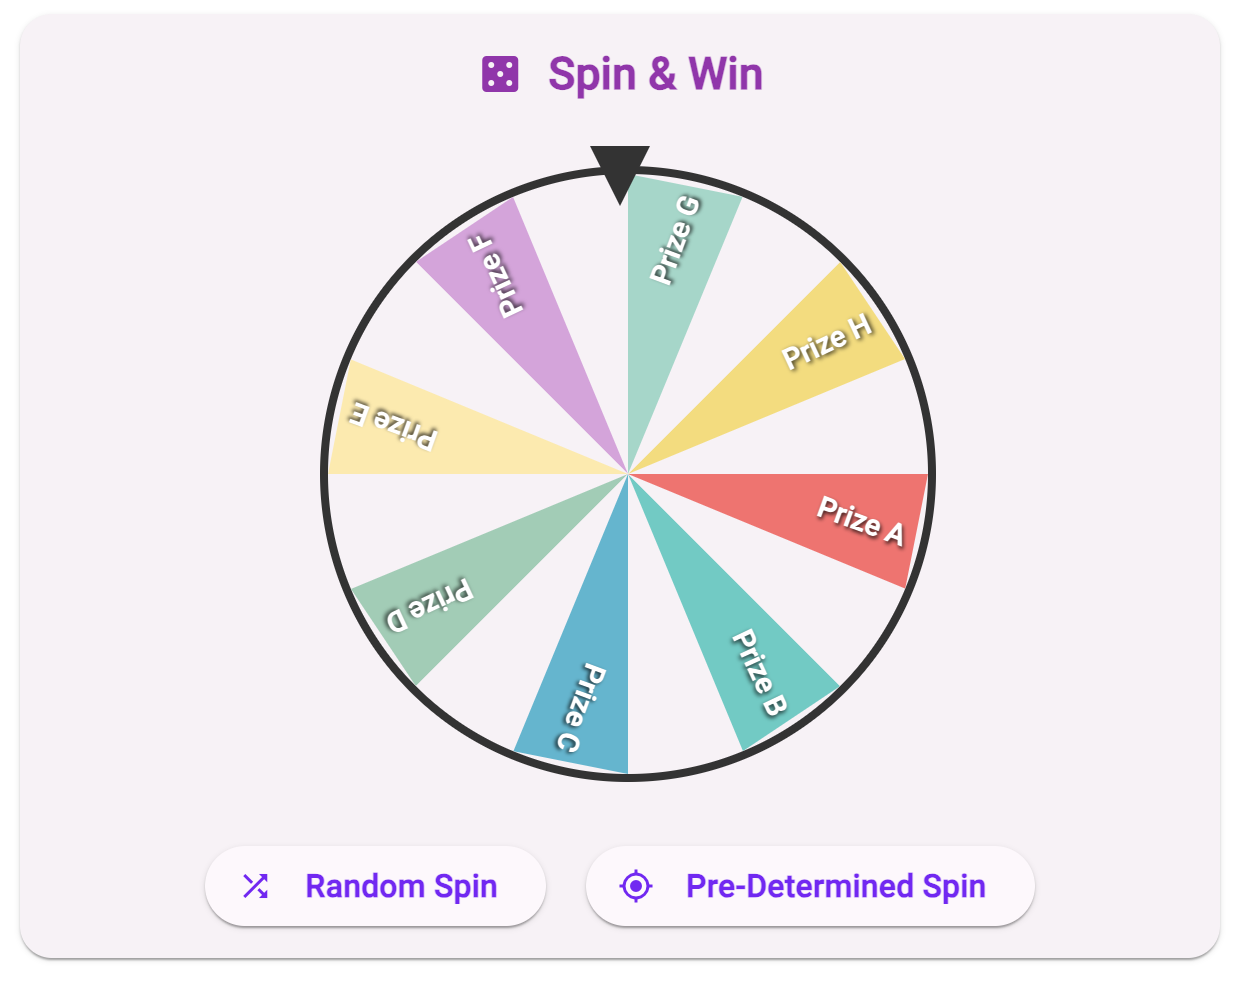 Spin & Win
Prize G
Prize H
Prize A
Prize B
Prize C
Prize D
Prize E
Prize F
Random Spin
Pre-Determined Spin